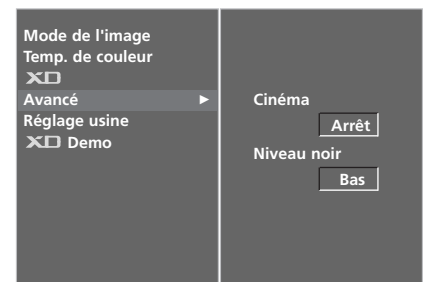 Mode de l'image
Temp. de couleur
XD
Avancé ►
Réglage usine
XD Demo
Cinéma
Arrêt
Niveau noir
Bas